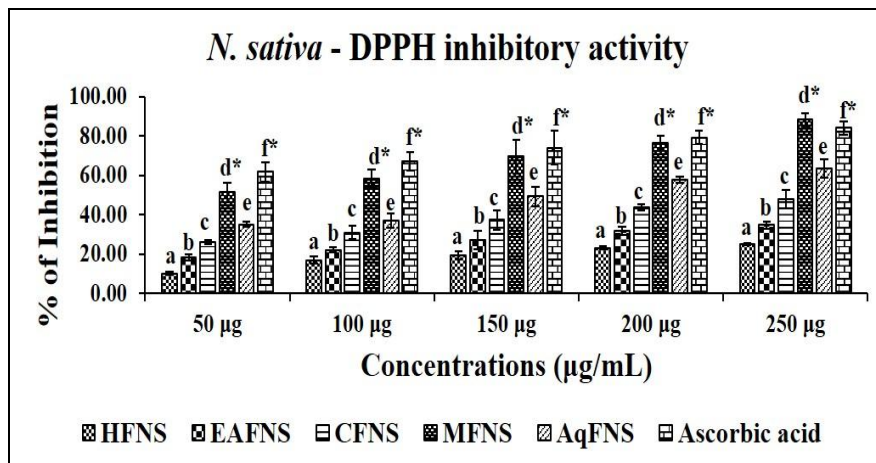 N. sativa - DPPH inhibitory activity
% of Inhibition
100.00
80.00
60.00
40.00
20.00
0.00
a b c d* e f*
a b c d* e f*
a b c d* e f*
a b c d* e f*
a b c d* e f*
50 µg 100 µg 150 µg 200 µg 250 µg
Concentrations (µg/mL)
HFNS EAFNS CFNS MFNS AqFNS Ascorbic acid